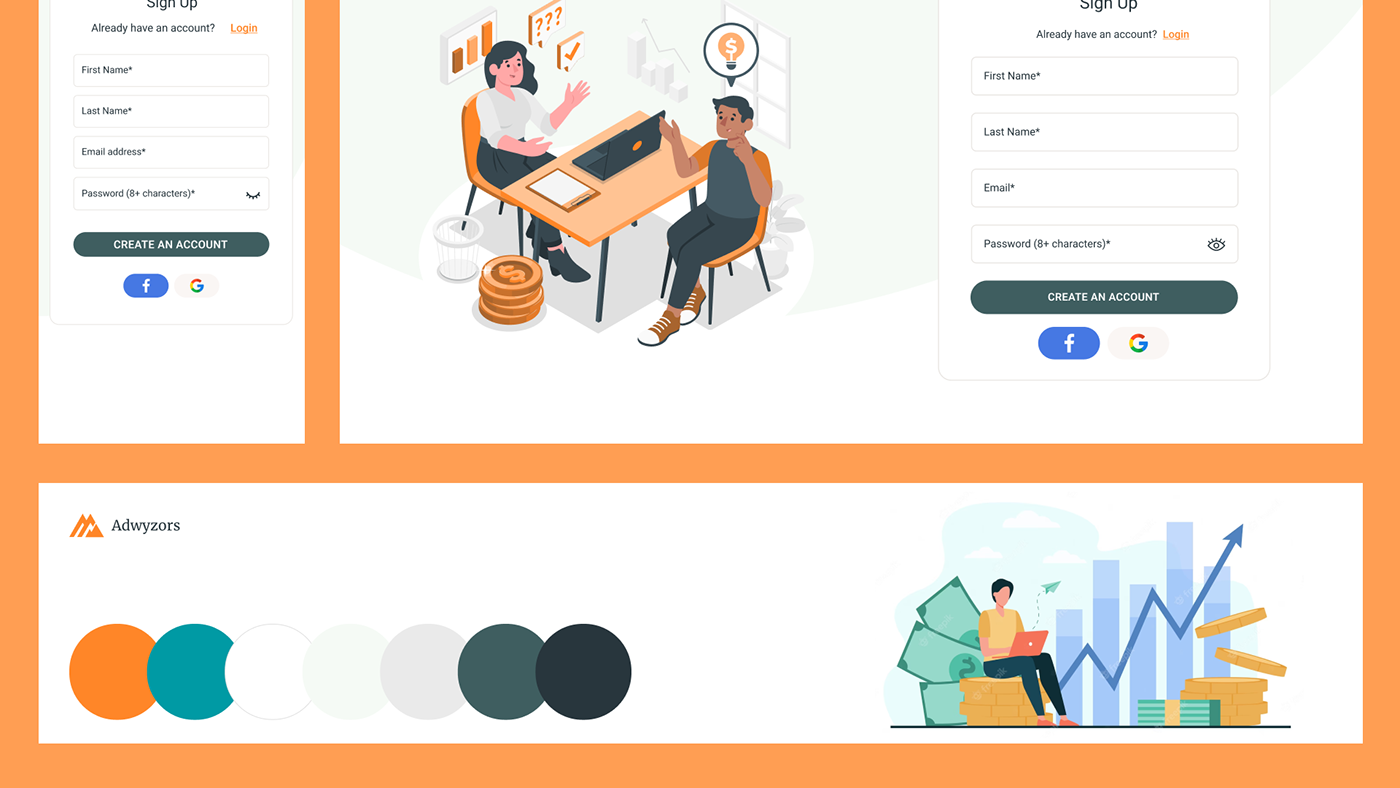 Sign Up
Already have an account? Login
First Name*
Last Name*
Email address*
Password (8+ characters)*
CREATE AN ACCOUNT
???
$
Sign Up
Already have an account? Login
First Name*
Last Name*
Email*
Password (8+ characters)*
CREATE AN ACCOUNT
Adwyzors